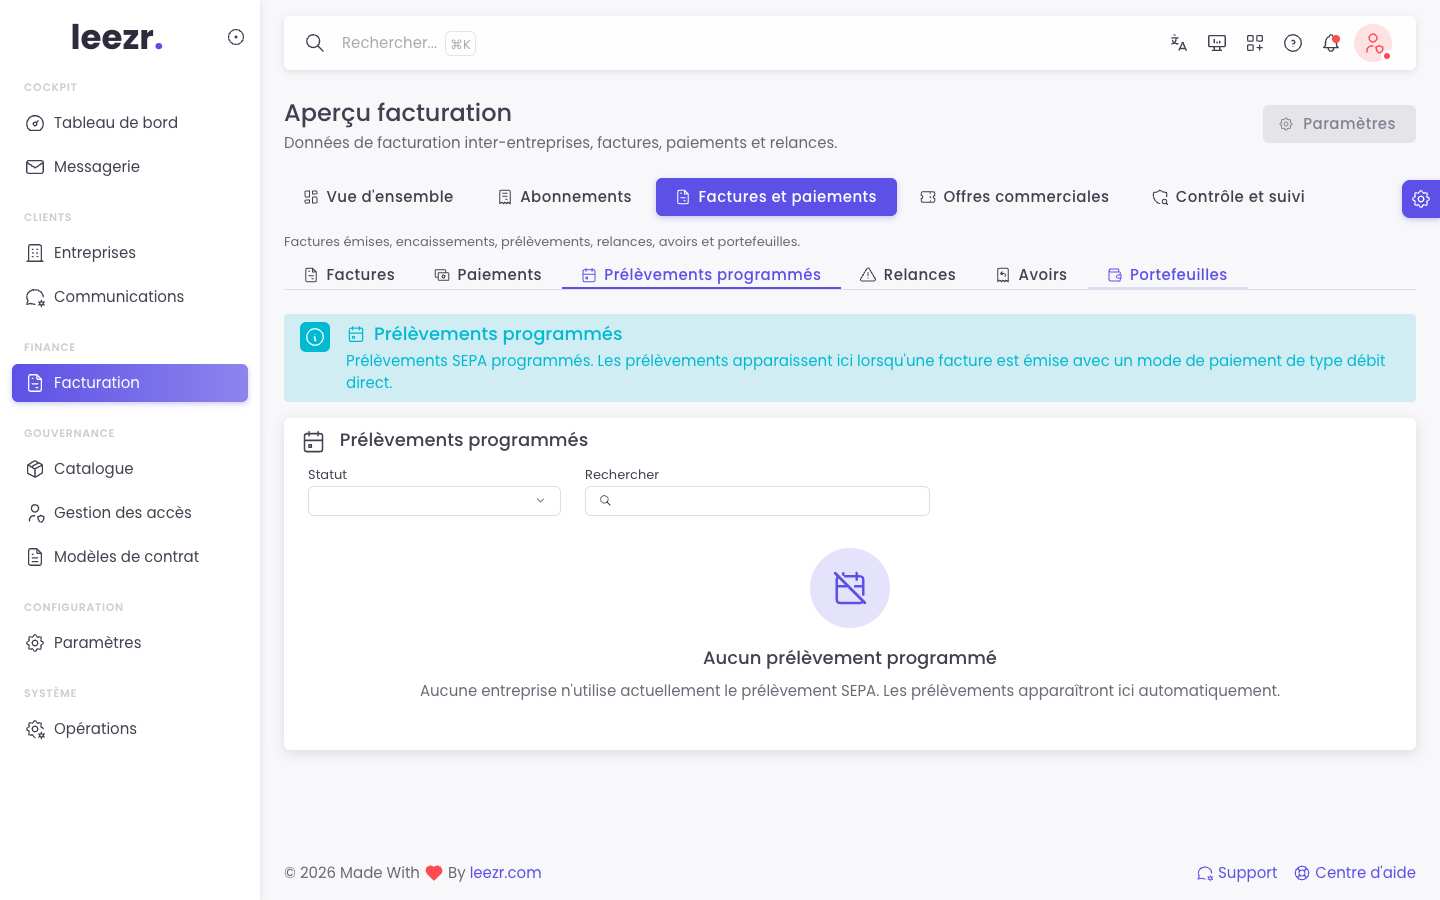 leezr.
Rechercher... ⌘K
COCKPIT
Tableau de bord
Messagerie
CLIENTS
Entreprises
Communications
FINANCE
Facturation
GOUVERNANCE
Catalogue
Gestion des accès
Modèles de contrat
CONFIGURATION
Paramètres
SYSTÈME
Opérations
Aperçu facturation
Données de facturation inter-entreprises, factures, paiements et relances.
Paramètres
Vue d'ensemble Abonnements Factures et paiements Offres commerciales Contrôle et suivi
Factures émises, encaissements, prélèvements, relances, avoirs et portefeuilles.
Factures Paiements Prélèvements programmés Relances Avoirs Portefeuilles
Prélèvements programmés
Prélèvements SEPA programmés. Les prélèvements apparaissent ici lorsqu'une facture est émise avec un mode de paiement de type débit
direct.
Prélèvements programmés
Statut Rechercher
Aucun prélèvement programmé
Aucune entreprise n'utilise actuellement le prélèvement SEPA. Les prélèvements apparaîtront ici automatiquement.
© 2026 Made With By leezr.com
Support Centre d'aide